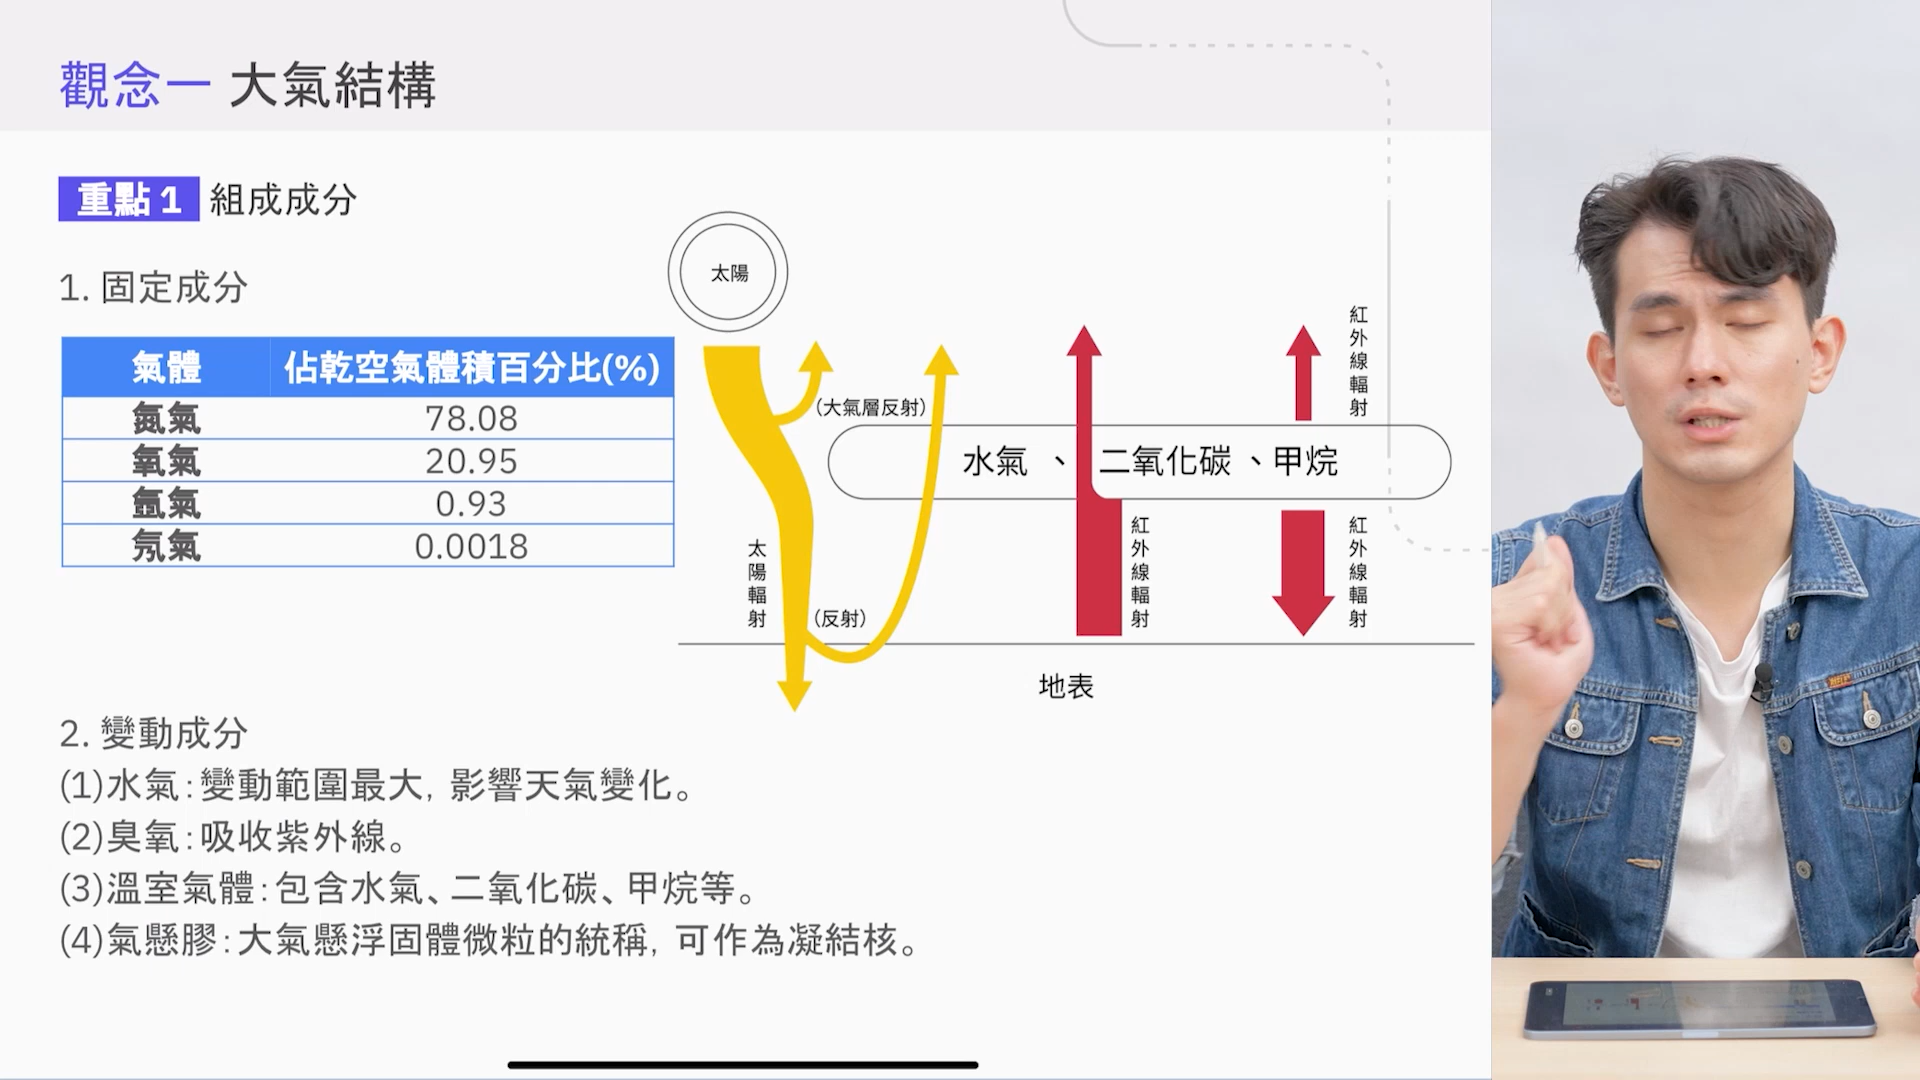 觀念一 大氣結構
重點 1 組成成分
1. 固定成分
氣體 佔乾空氣體積百分比(%)
氮氣 78.08
氧氣 20.95
氬氣 0.93
氖氣 0.0018
太陽
(大氣層反射)
太陽輻射
(反射)
水氣、二氧化碳、甲烷
紅外線輻射
紅外線輻射
紅外線輻射
地表
2. 變動成分
(1)水氣:變動範圍最大, 影響天氣變化。
(2)臭氧:吸收紫外線。
(3)溫室氣體:包含水氣、二氧化碳、甲烷等。
(4)氣懸膠:大氣懸浮固體微粒的統稱, 可作為凝結核。